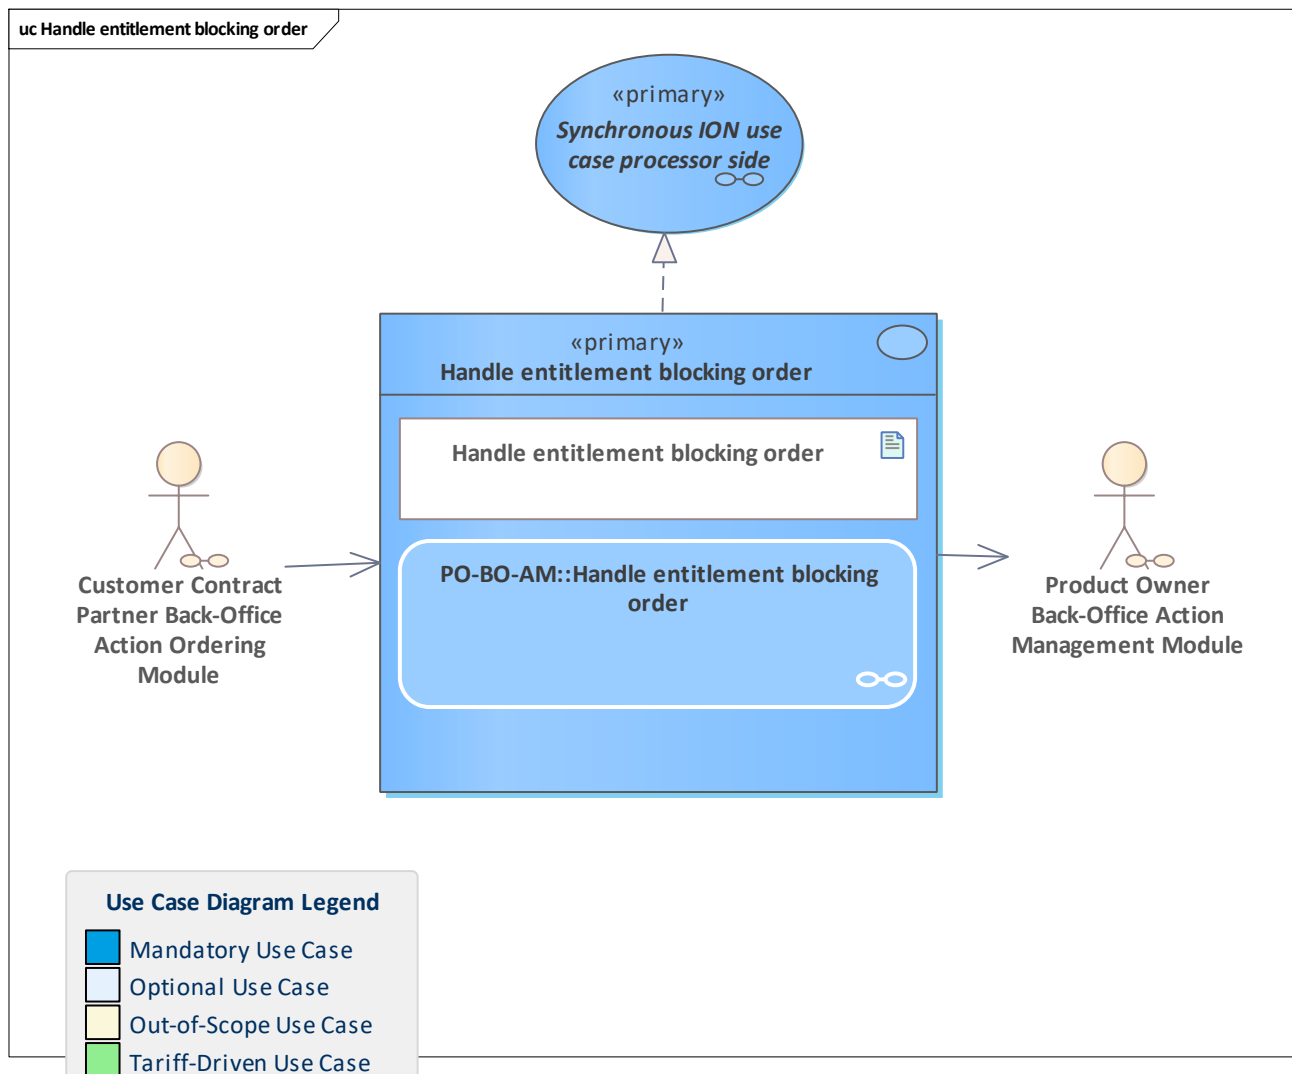 uc Handle entitlement blocking order
«primary»
Synchronous ION use
case processor side
«primary»
Handle entitlement blocking order
Handle entitlement blocking order
PO-BO-AM::Handle entitlement blocking
order
Customer Contract
Partner Back-Office
Action Ordering
Module
Product Owner
Back-Office Action
Management Module
Use Case Diagram Legend
Mandatory Use Case
Optional Use Case
Out-of-Scope Use Case
Tariff-Driven Use Case